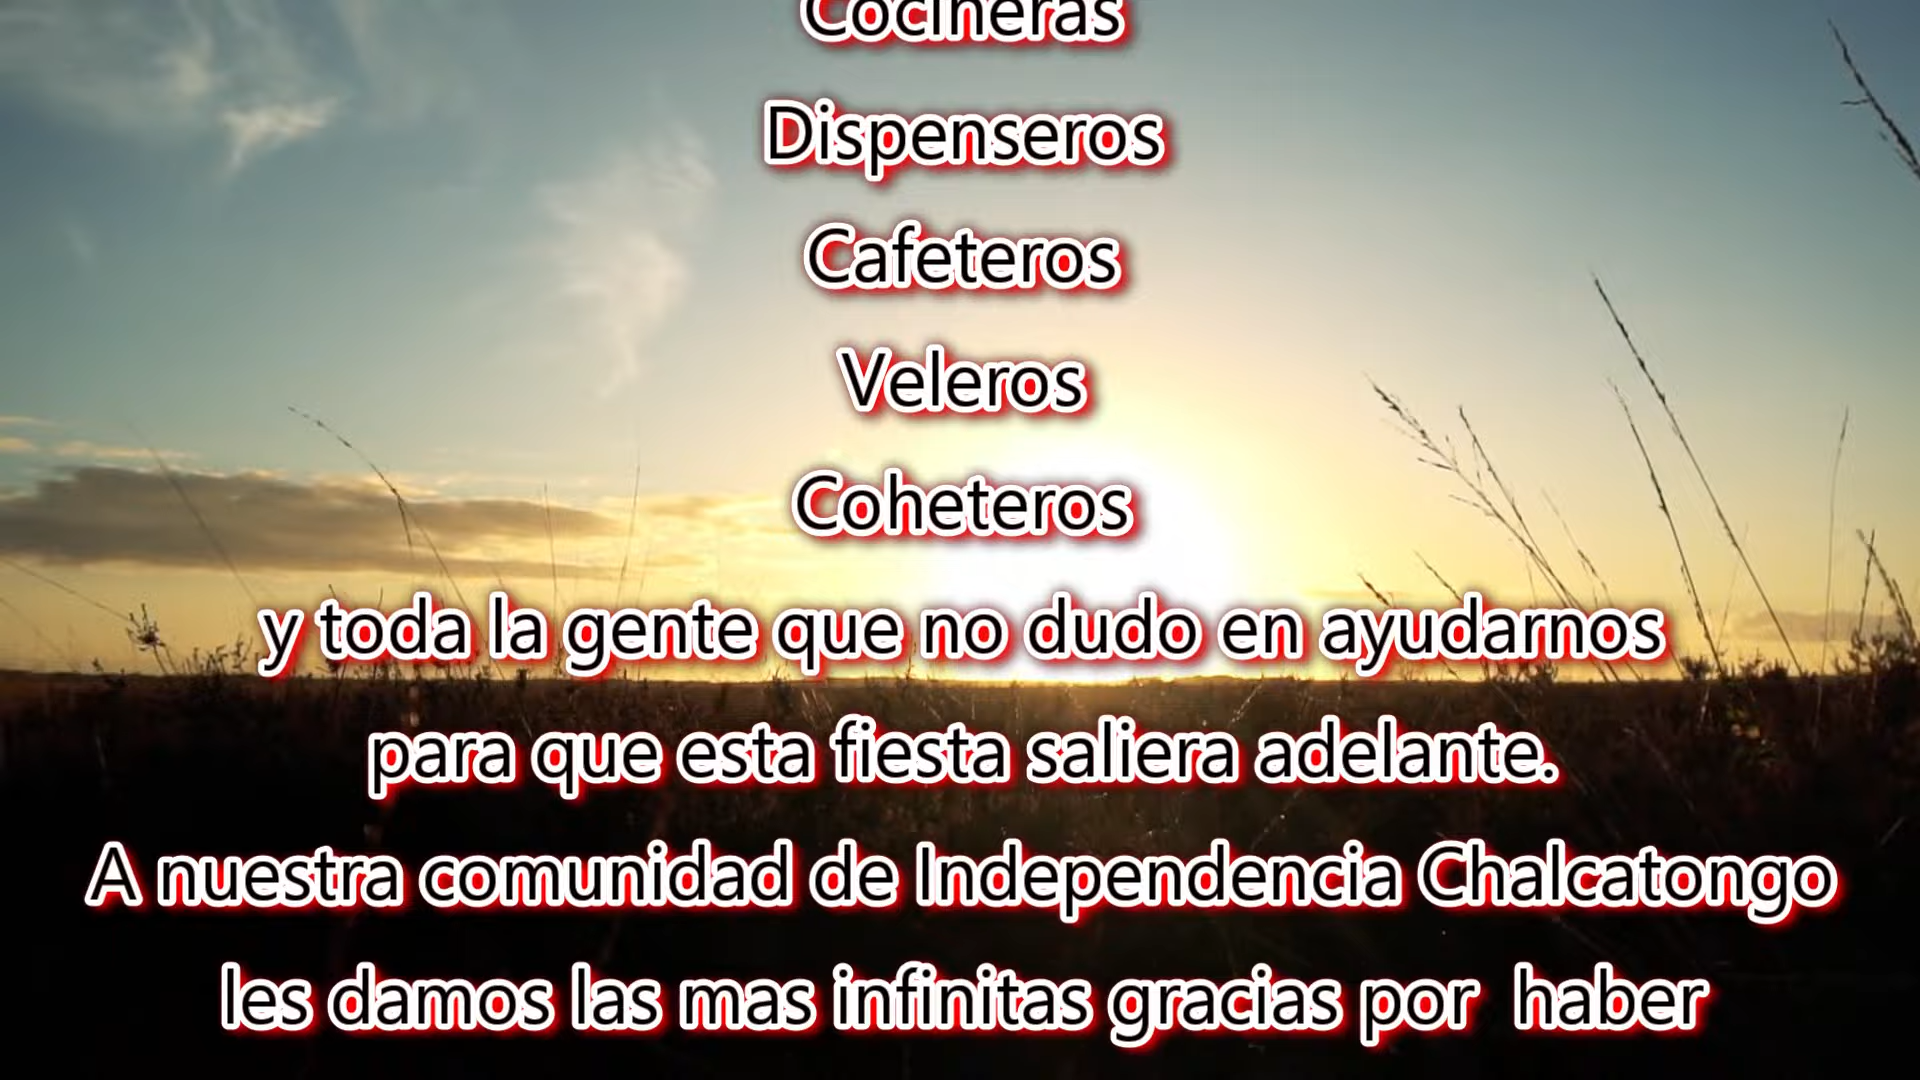 Cocineras
Dispenseros
Cafeteros
Veleros
Coheteros
y toda la gente que no dudo en ayudarnos
para que esta fiesta saliera adelante.
A nuestra comunidad de Independencia Chalcatongo
les damos las mas infinitas gracias por haber